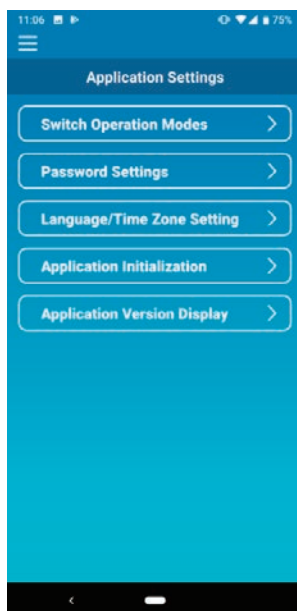 11:06 75%
Application Settings
Switch Operation Modes
Password Settings
Language/Time Zone Setting
Application Initialization
Application Version Display